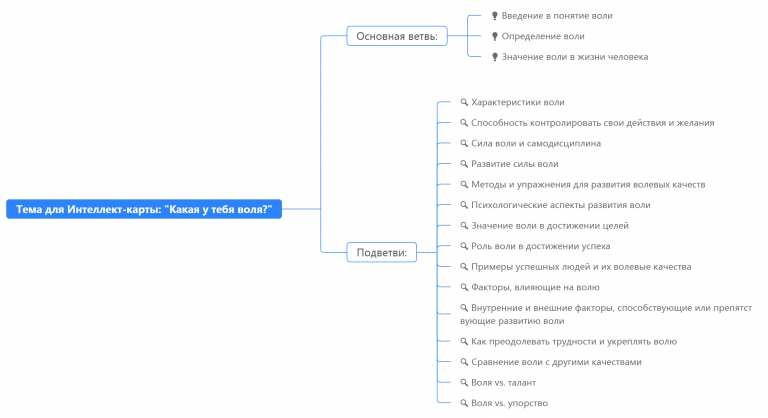 Тема для Интеллект-карты: "Какая у тебя воля?"
Основная ветвь:
Введение в понятие воли
Определение воли
Значение воли в жизни человека
Подветви:
Характеристики воли
Способность контролировать свои действия и желания
Сила воли и самодисциплина
Развитие силы воли
Методы и упражнения для развития волевых качеств
Психологические аспекты развития воли
Значение воли в достижении целей
Роль воли в достижении успеха
Примеры успешных людей и их волевые качества
Факторы, влияющие на волю
Внутренние и внешние факторы, способствующие или препятст
вующие развитию воли
Как преодолевать трудности и укреплять волю
Сравнение воли с другими качествами
Воля vs. талант
Воля vs. упорство